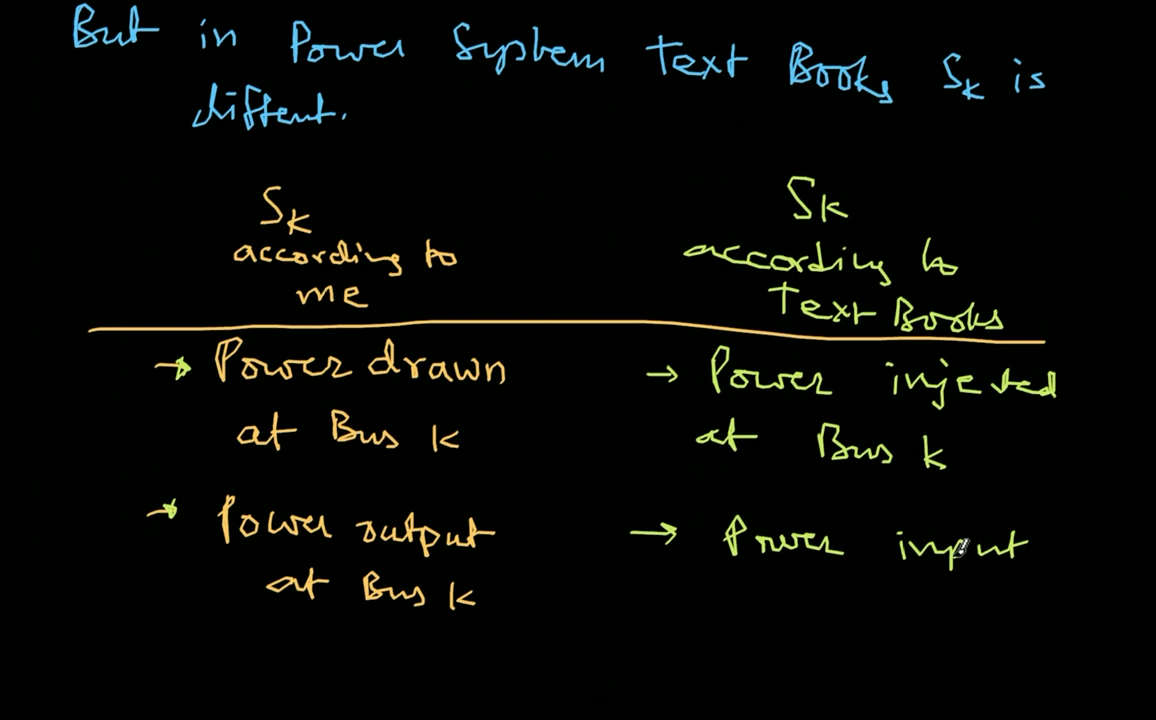 But in Power System Text Books Sk is
diffent.
Sk
according to
me
Sk
according to
Text Books
→ Power drawn
at Bus k
→ Power output
at Bus k
→ Power injected
at Bus k
→ Power input